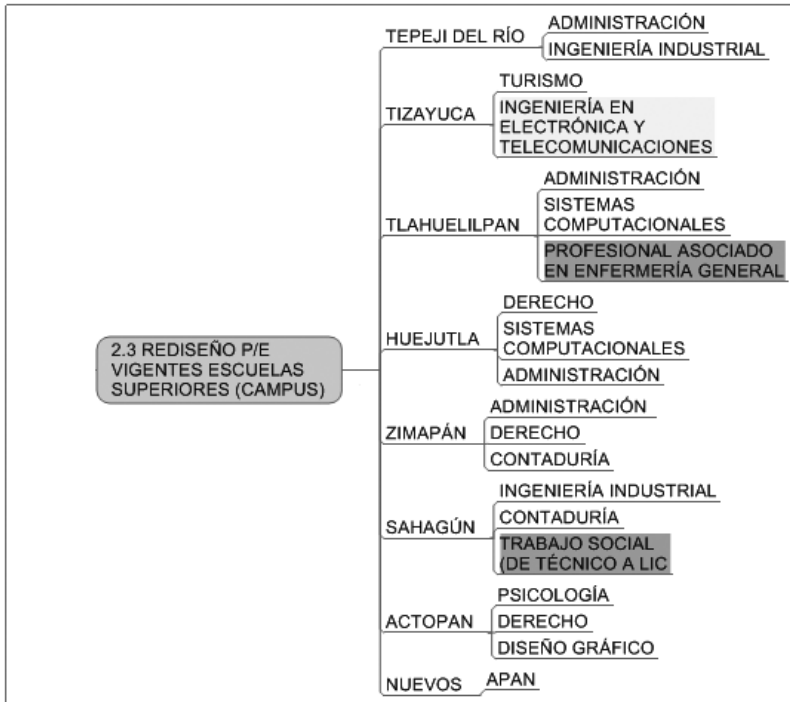 2.3 REDISEÑO P/E
VIGENTES ESCUELAS
SUPERIORES (CAMPUS)
TEPEJI DEL RÍO
ADMINISTRACIÓN
INGENIERÍA INDUSTRIAL
TIZAYUCA
TURISMO
INGENIERÍA EN
ELECTRÓNICA Y
TELECOMUNICACIONES
TLAHUELILPAN
ADMINISTRACIÓN
SISTEMAS
COMPUTACIONALES
PROFESIONAL ASOCIADO
EN ENFERMERÍA GENERAL
HUEJUTLA
DERECHO
SISTEMAS
COMPUTACIONALES
ADMINISTRACIÓN
ZIMAPÁN
ADMINISTRACIÓN
DERECHO
CONTADURÍA
SAHAGÚN
INGENIERÍA INDUSTRIAL
CONTADURÍA
TRABAJO SOCIAL
(DE TÉCNICO A LIC
ACTOPAN
PSICOLOGÍA
DERECHO
DISEÑO GRÁFICO
NUEVOS
APAN